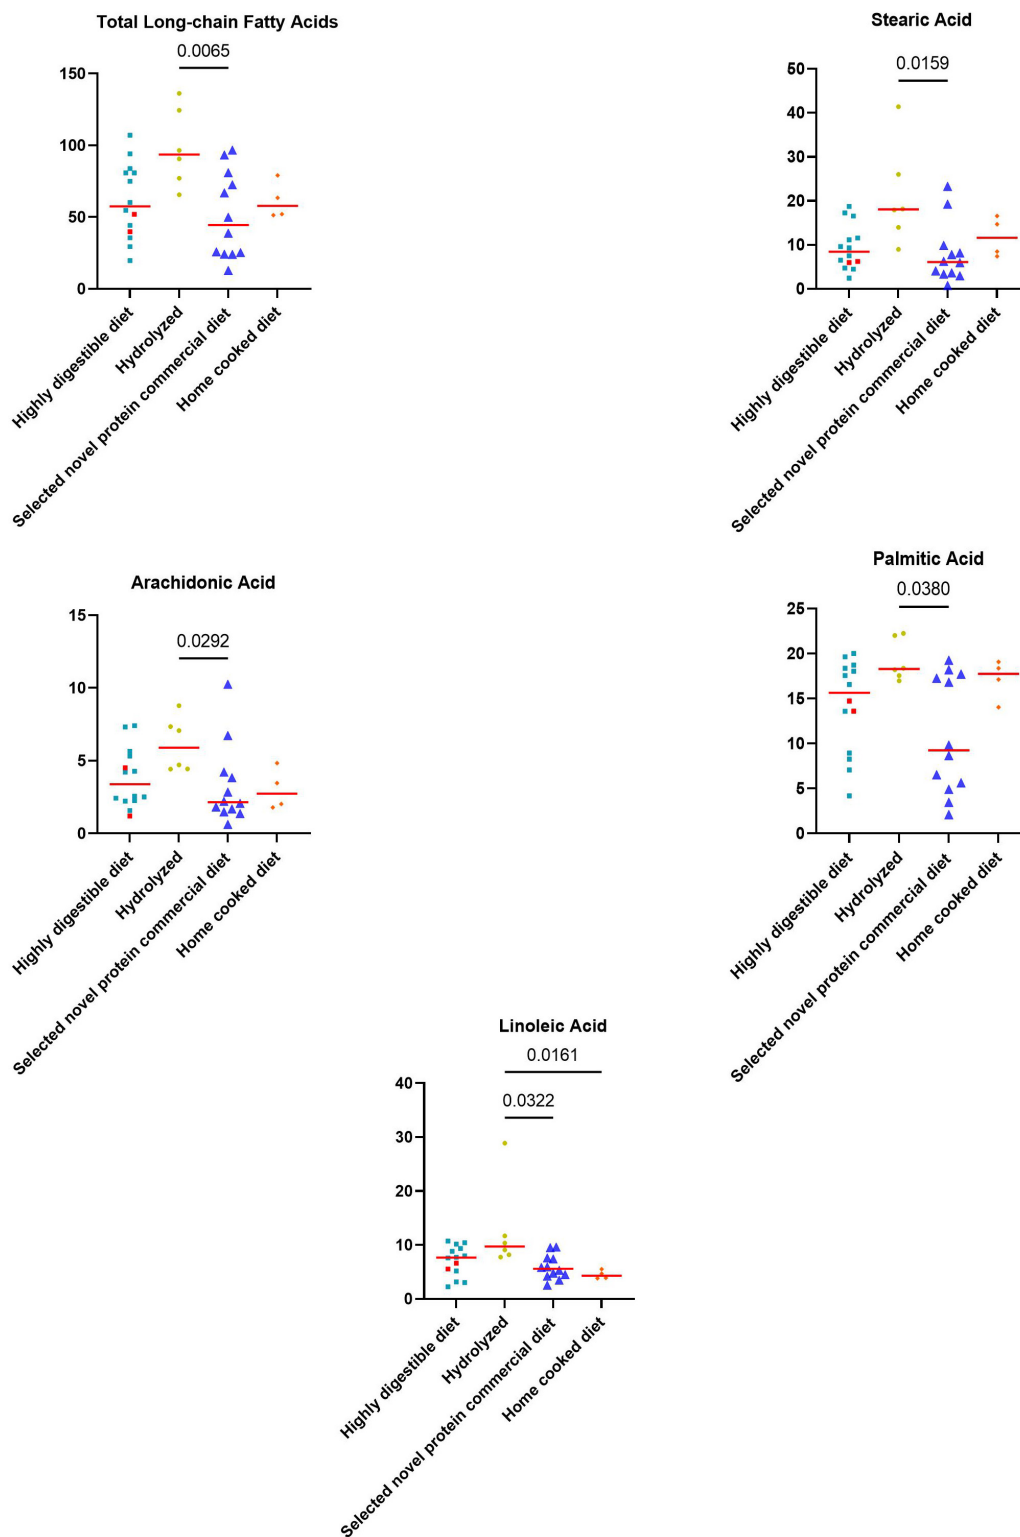 Total Long-chain Fatty Acids
0.0065
150
100
50
0
Highly digestible diet
Hydrolyzed
Selected novel protein commercial diet
Home cooked diet
Stearic Acid
0.0159
50
40
30
20
10
0
Highly digestible diet
Hydrolyzed
Selected novel protein commercial diet
Home cooked diet
Arachidonic Acid
0.0292
15
10
5
0
Highly digestible diet
Hydrolyzed
Selected novel protein commercial diet
Home cooked diet
Palmitic Acid
0.0380
25
20
15
10
5
0
Highly digestible diet
Hydrolyzed
Selected novel protein commercial diet
Home cooked diet
Linoleic Acid
0.0161
0.0322
40
30
20
10
0
Highly digestible diet
Hydrolyzed
Selected novel protein commercial diet
Home cooked diet